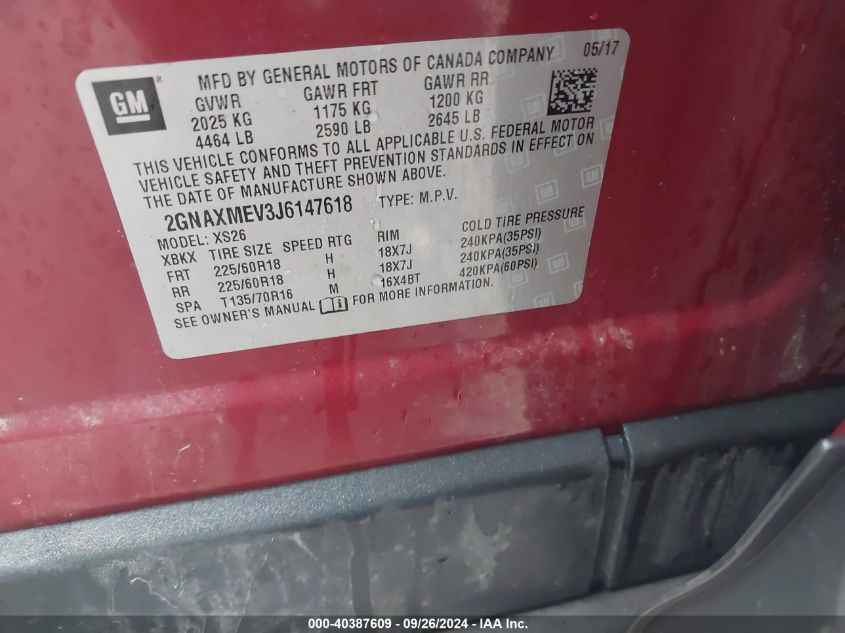 GM
MFD BY GENERAL MOTORS OF CANADA COMPANY 05/17
GVWR GAWR FRT GAWR RR
2025 KG 1175 KG 1200 KG
4464 LB 2590 LB 2645 LB
THIS VEHICLE CONFORMS TO ALL APPLICABLE U.S. FEDERAL MOTOR
VEHICLE SAFETY AND THEFT PREVENTION STANDARDS IN EFFECT ON
THE DATE OF MANUFACTURE SHOWN ABOVE.
2GNAXMEV3J6147618 TYPE: M.P.V.
MODEL: XS26
XBKX TIRE SIZE SPEED RTG RIM COLD TIRE PRESSURE
FRT 225/60R18 H 18X7J 240KPA(35PSI)
RR 225/60R18 H 18X7J 240KPA(35PSI)
SPA T135/70R16 M 16X4BT 420KPA(60PSI)
SEE OWNER'S MANUAL FOR MORE INFORMATION.
000-40387609 - 09/26/2024 - IAA Inc.